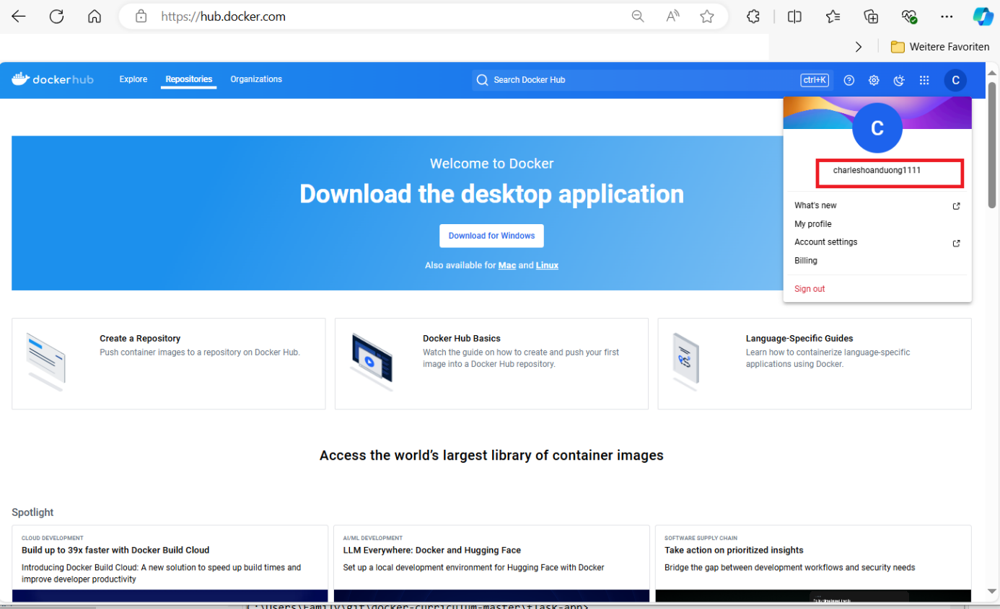 https://hub.docker.com
Weitere Favoriten
dockerhub
Explore
Repositories
Organizations
Search Docker Hub
ctrl+K
C
C
charleshoanduong1111
What's new
My profile
Account settings
Billing
Sign out
Welcome to Docker
Download the desktop application
Download for Windows
Also available for Mac and Linux
Create a Repository
Push container images to a repository on Docker Hub.
Docker Hub Basics
Watch the guide on how to create and push your first
image into a Docker Hub repository.
Language-Specific Guides
Learn how to containerize language-specific
applications using Docker.
Access the world's largest library of container images
Spotlight
CLOUD DEVELOPMENT
Build up to 39x faster with Docker Build Cloud
Introducing Docker Build Cloud: A new solution to speed up build times and
improve developer productivity
AI/ML DEVELOPMENT
LLM Everywhere: Docker and Hugging Face
Set up a local development environment for Hugging Face with Docker
SOFTWARE SUPPLY CHAIN
Take action on prioritized insights
Bridge the gap between development workflows and security needs
C:\Users\Family\git\docker-curriculum-master\flask-app>